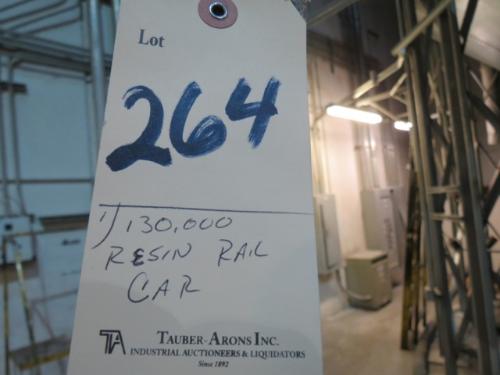 Lot
264
1) 130,000
RESIN RAIL
CAR
TA TAUBER-ARONS INC.
INDUSTRIAL AUCTIONEERS & LIQUIDATORS
Since 1892